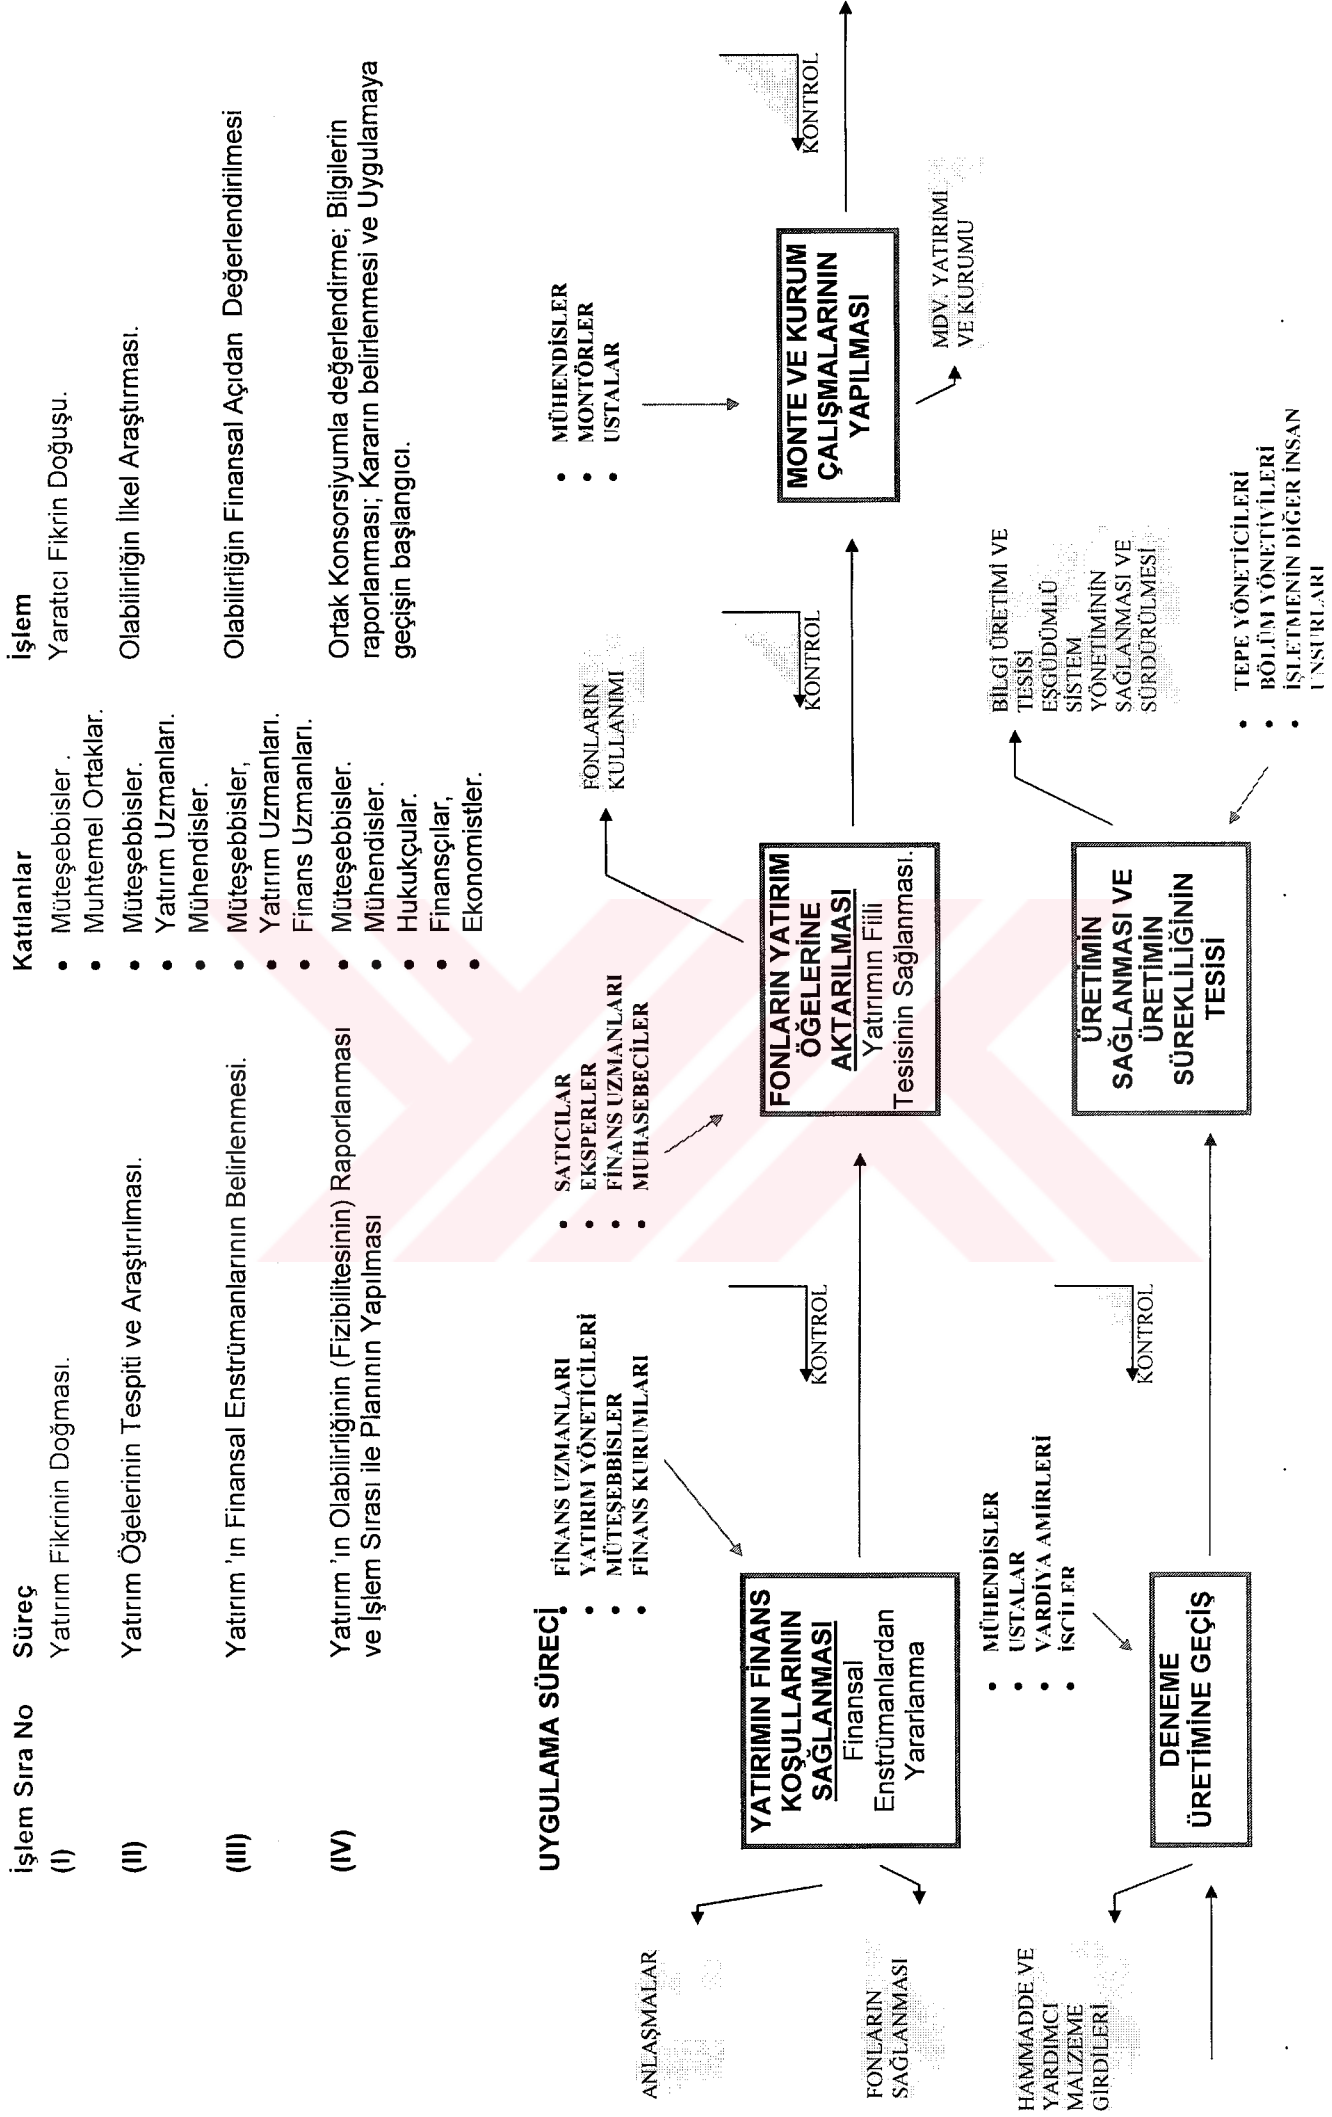 İşlem Sıra No Süreç Katılanlar İşlem
(I) Yatırım Fikrinin Doğması. • Müteşebbisler . Yaratıcı Fikrin Doğuşu.
• Muhtemel Ortaklar.
(II) Yatırım Öğelerinin Tespiti ve Araştırılması. • Müteşebbisler. Olabilirliğin İlkel Araştırması.
• Yatırım Uzmanları.
• Mühendisler.
(III) Yatırım 'ın Finansal Enstrümanlarının Belirlenmesi. • Müteşebbisler, Olabilirliğin Finansal Açıdan Değerlendirilmesi
• Yatırım Uzmanları.
• Finans Uzmanları.
(IV) Yatırım 'ın Olabilirliğinin (Fizibilitesinin) Raporlanması • Müteşebbisler. Ortak Konsorsiyumla değerlendirme; Bilgilerin
ve İşlem Sırası ile Planının Yapılması • Mühendisler. raporlanması; Kararın belirlenmesi ve Uygulamaya
• Hukukçular. geçişin başlangıcı.
• Finansçılar,
• Ekonomistler.
UYGULAMA SÜRECİ
• FİNANS UZMANLARI
• YATIRIM YÖNETİCİLERİ
• MÜTEŞEBBİSLER
• FİNANS KURUMLARI
• SATICILAR
• EKSPERLER
• FİNANS UZMANLARI
• MUHASEBECİLER
FONLARIN
KULLANIMI
• MÜHENDİSLER
• MONTÖRLER
• USTALAR
ANLAŞMALAR
YATIRIMIN FİNANS
KOŞULLARININ
SAĞLANMASI
Finansal
Enstrümanlardan
Yararlanma
KONTROL
FONLARIN YATIRIM
ÖĞELERİNE
AKTARILMASI
Yatırımın Fiili
Tesisinin Sağlanması.
KONTROL
MONTE VE KURUM
ÇALIŞMALARININ
YAPILMASI
KONTROL
FONLARIN
SAĞLANMASI
MDV. YATIRIMI
VE KURUMU
• MÜHENDİSLER
• USTALAR
• VARDİYA AMİRLERİ
• İŞÇİLER
BİLGİ ÜRETİMİ VE
TESİSİ
EŞGÜDÜMLÜ
SİSTEM
YÖNETİMİNİN
SAĞLANMASI VE
SÜRDÜRÜLMESİ
HAMMADDE VE
YARDIMCI
MALZEME
GİRDİLERİ
DENEME
ÜRETİMİNE GEÇİŞ
KONTROL
ÜRETİMİN
SAĞLANMASI VE
ÜRETİMİN
SÜREKLİLİĞİNİN
TESİSİ
• TEPE YÖNETİCİLERİ
• BÖLÜM YÖNETİVİLERİ
• İŞLETMENİN DİĞER İNSAN
UNSURLARI